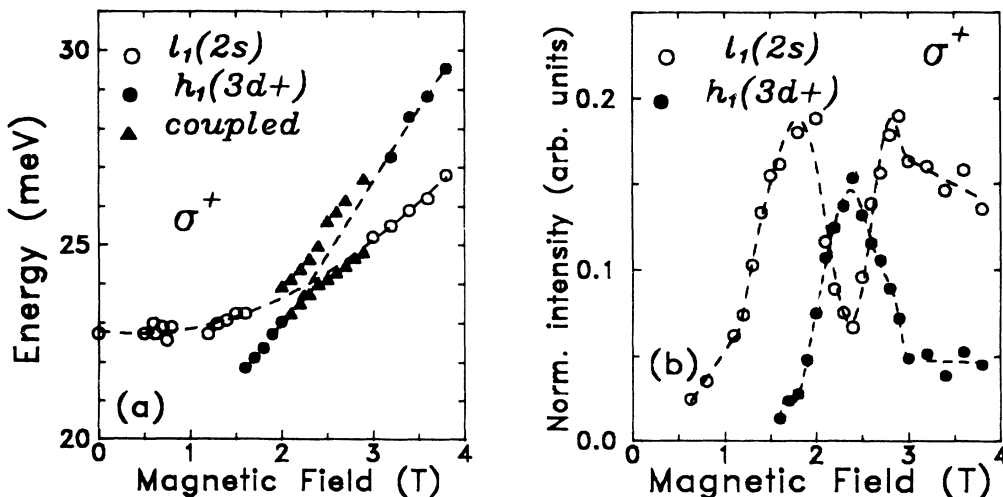 30
l₁(2s)
h₁(3d+)
coupled
σ⁺
25
20
Energy (meV)
(a)
0 1 2 3 4
Magnetic Field (T)
l₁(2s)
h₁(3d+)
σ⁺
0.2
0.1
0.0
Norm. intensity (arb. units)
(b)
0 1 2 3 4
Magnetic Field (T)